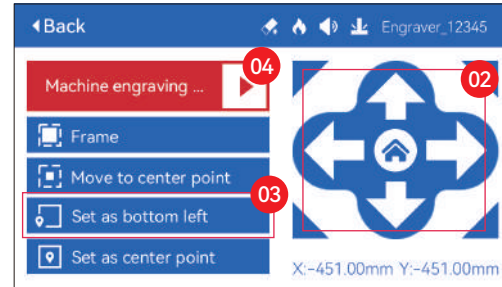 Back
Engraver_12345
Machine engraving ...
04
02
Frame
Move to center point
03
Set as bottom left
Set as center point
X:-451.00mm Y:-451.00mm